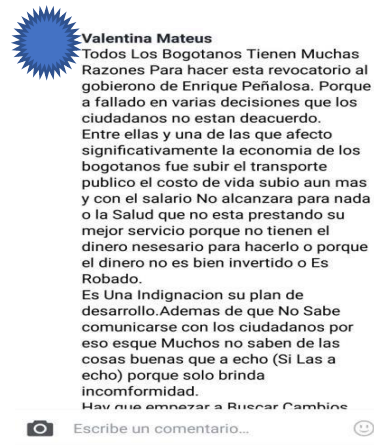 Valentina Mateus
Todos Los Bogotanos Tienen Muchas
Razones Para hacer esta revocatorio al
gobierono de Enrique Peñalosa. Porque
a fallado en varias decisiones que los
ciudadanos no estan deacuerdo.
Entre ellas y una de las que afecto
significativamente la economia de los
bogotanos fue subir el transporte
publico el costo de vida subio aun mas
y con el salario No alcanzara para nada
o la Salud que no esta prestando su
mejor servicio porque no tienen el
dinero nesesario para hacerlo o porque
el dinero no es bien invertido o Es
Robado.
Es Una Indignacion su plan de
desarrollo.Ademas de que No Sabe
comunicarse con los ciudadanos por
eso esque Muchos no saben de las
cosas buenas que a echo (Si Las a
echo) porque solo brinda
incomformidad.
Hay que empezar a Buscar Cambios
Escribe un comentario...